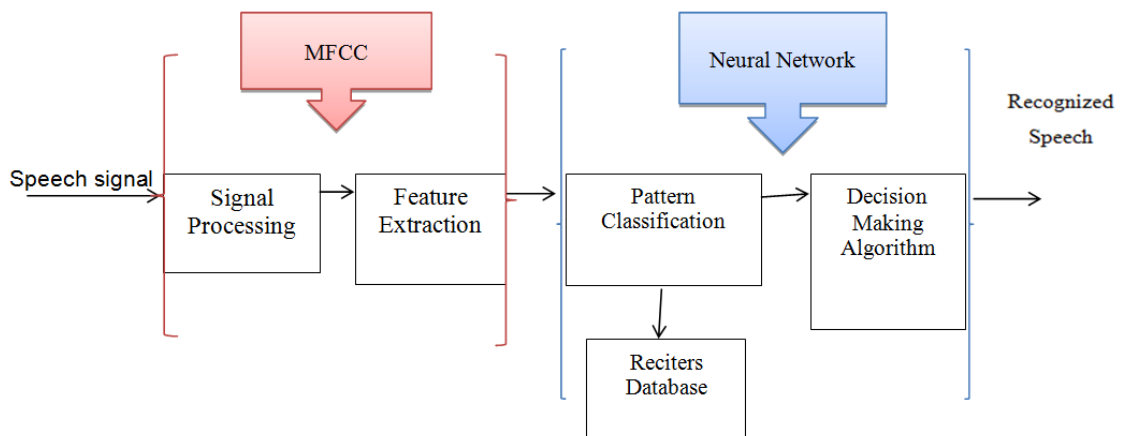 MFCC
Neural Network
Recognized
Speech
Speech signal
Signal
Processing
Feature
Extraction
Pattern
Classification
Decision
Making
Algorithm
Reciters
Database